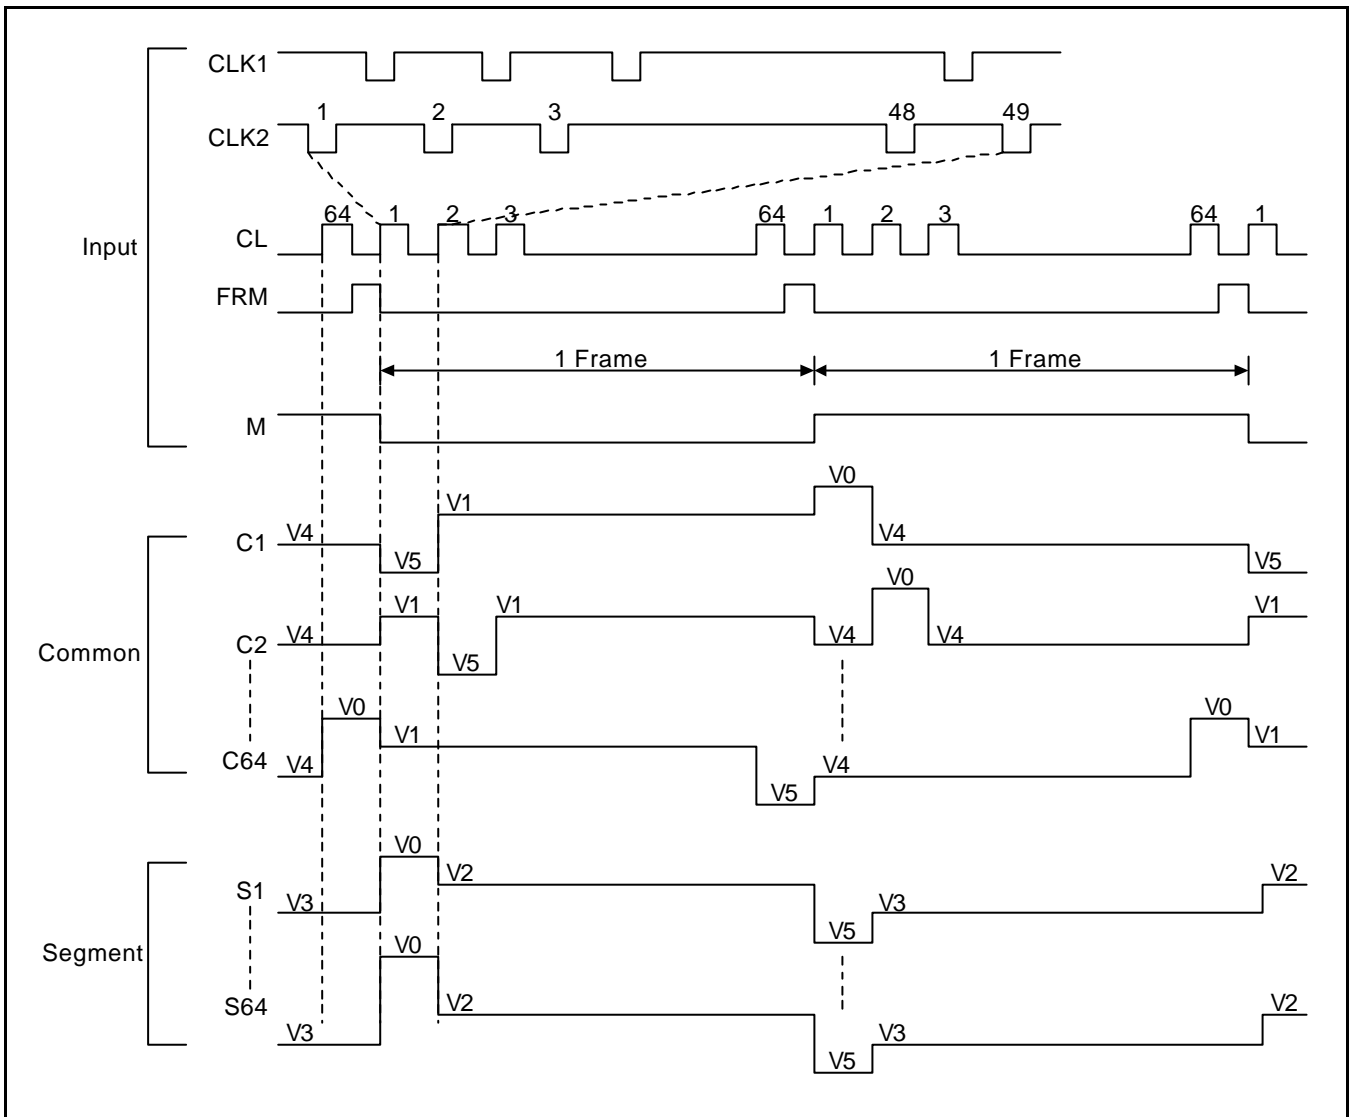 CLK1
1 2 3 48 49
CLK2
64 1 2 3 64 1 2 3 64 1
CL
Input
FRM
1 Frame 1 Frame
M
V0
V1
C1 V4 V4
V5 V5
V0
V1 V1 V1
C2 V4 V4 V4
Common
V5
V0 V0
V1 V1
C64 V4 V4
V5
V0
V2 V2
S1 V3 V3
V5
Segment
V0
S64 V2 V2
V3 V3
V5